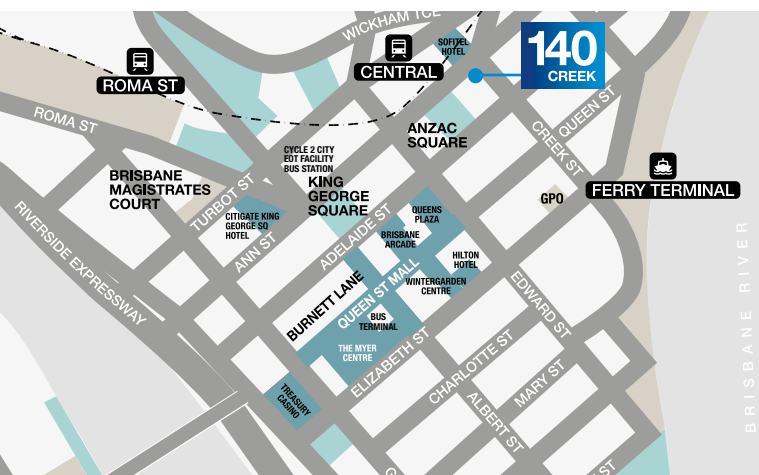 WICKHAM TCE
SOFITEL
HOTEL
140
CREEK
CENTRAL
ROMA ST
ROMA ST
ANZAC
SQUARE
CREEK ST
QUEEN ST
CYCLE 2 CITY
EOT FACILITY
BUS STATION
BRISBANE
MAGISTRATES
COURT
TURBOT ST
KING
GEORGE
SQUARE
FERRY TERMINAL
GPO
CITIGATE KING
GEORGE SQ
HOTEL
ANN ST
ADELAIDE ST
QUEENS
PLAZA
BRISBANE
ARCADE
RIVERSIDE EXPRESSWAY
HILTON
HOTEL
WINTERGARDEN
CENTRE
BURNETT LANE
QUEEN ST MALL
BUS
TERMINAL
EDWARD ST
THE MYER
CENTRE
ELIZABETH ST
CHARLOTTE ST
MARY ST
ALBERT ST
TREASURY
CASINO
BRISBANE RIVER
ST